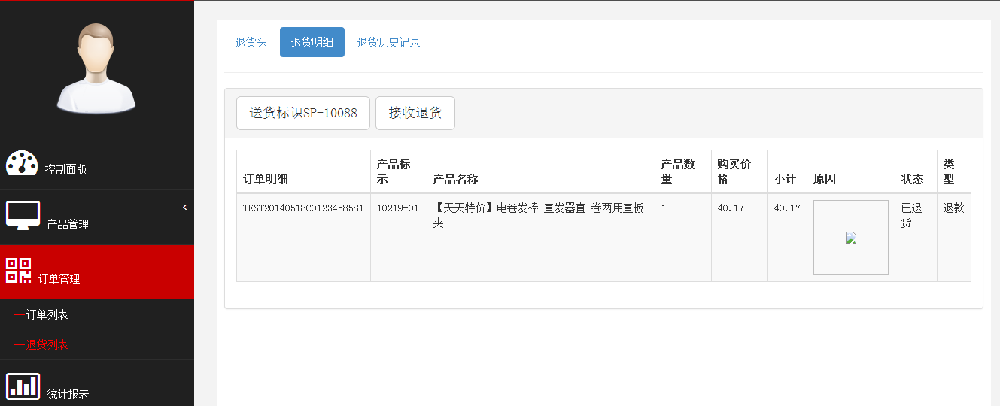 退货头 退货明细 退货历史记录
送货标识SP-10088 接收退货
控制面版
产品管理
订单管理
订单列表
退货列表
统计报表
订单明细 产品标示 产品名称 产品数量 购买价格 小计 原因 状态 类型
TEST20140518C0123458581 10219-01 【天天特价】电卷发棒 直发器直 卷两用直板夹 1 40.17 40.17 已退货 退款